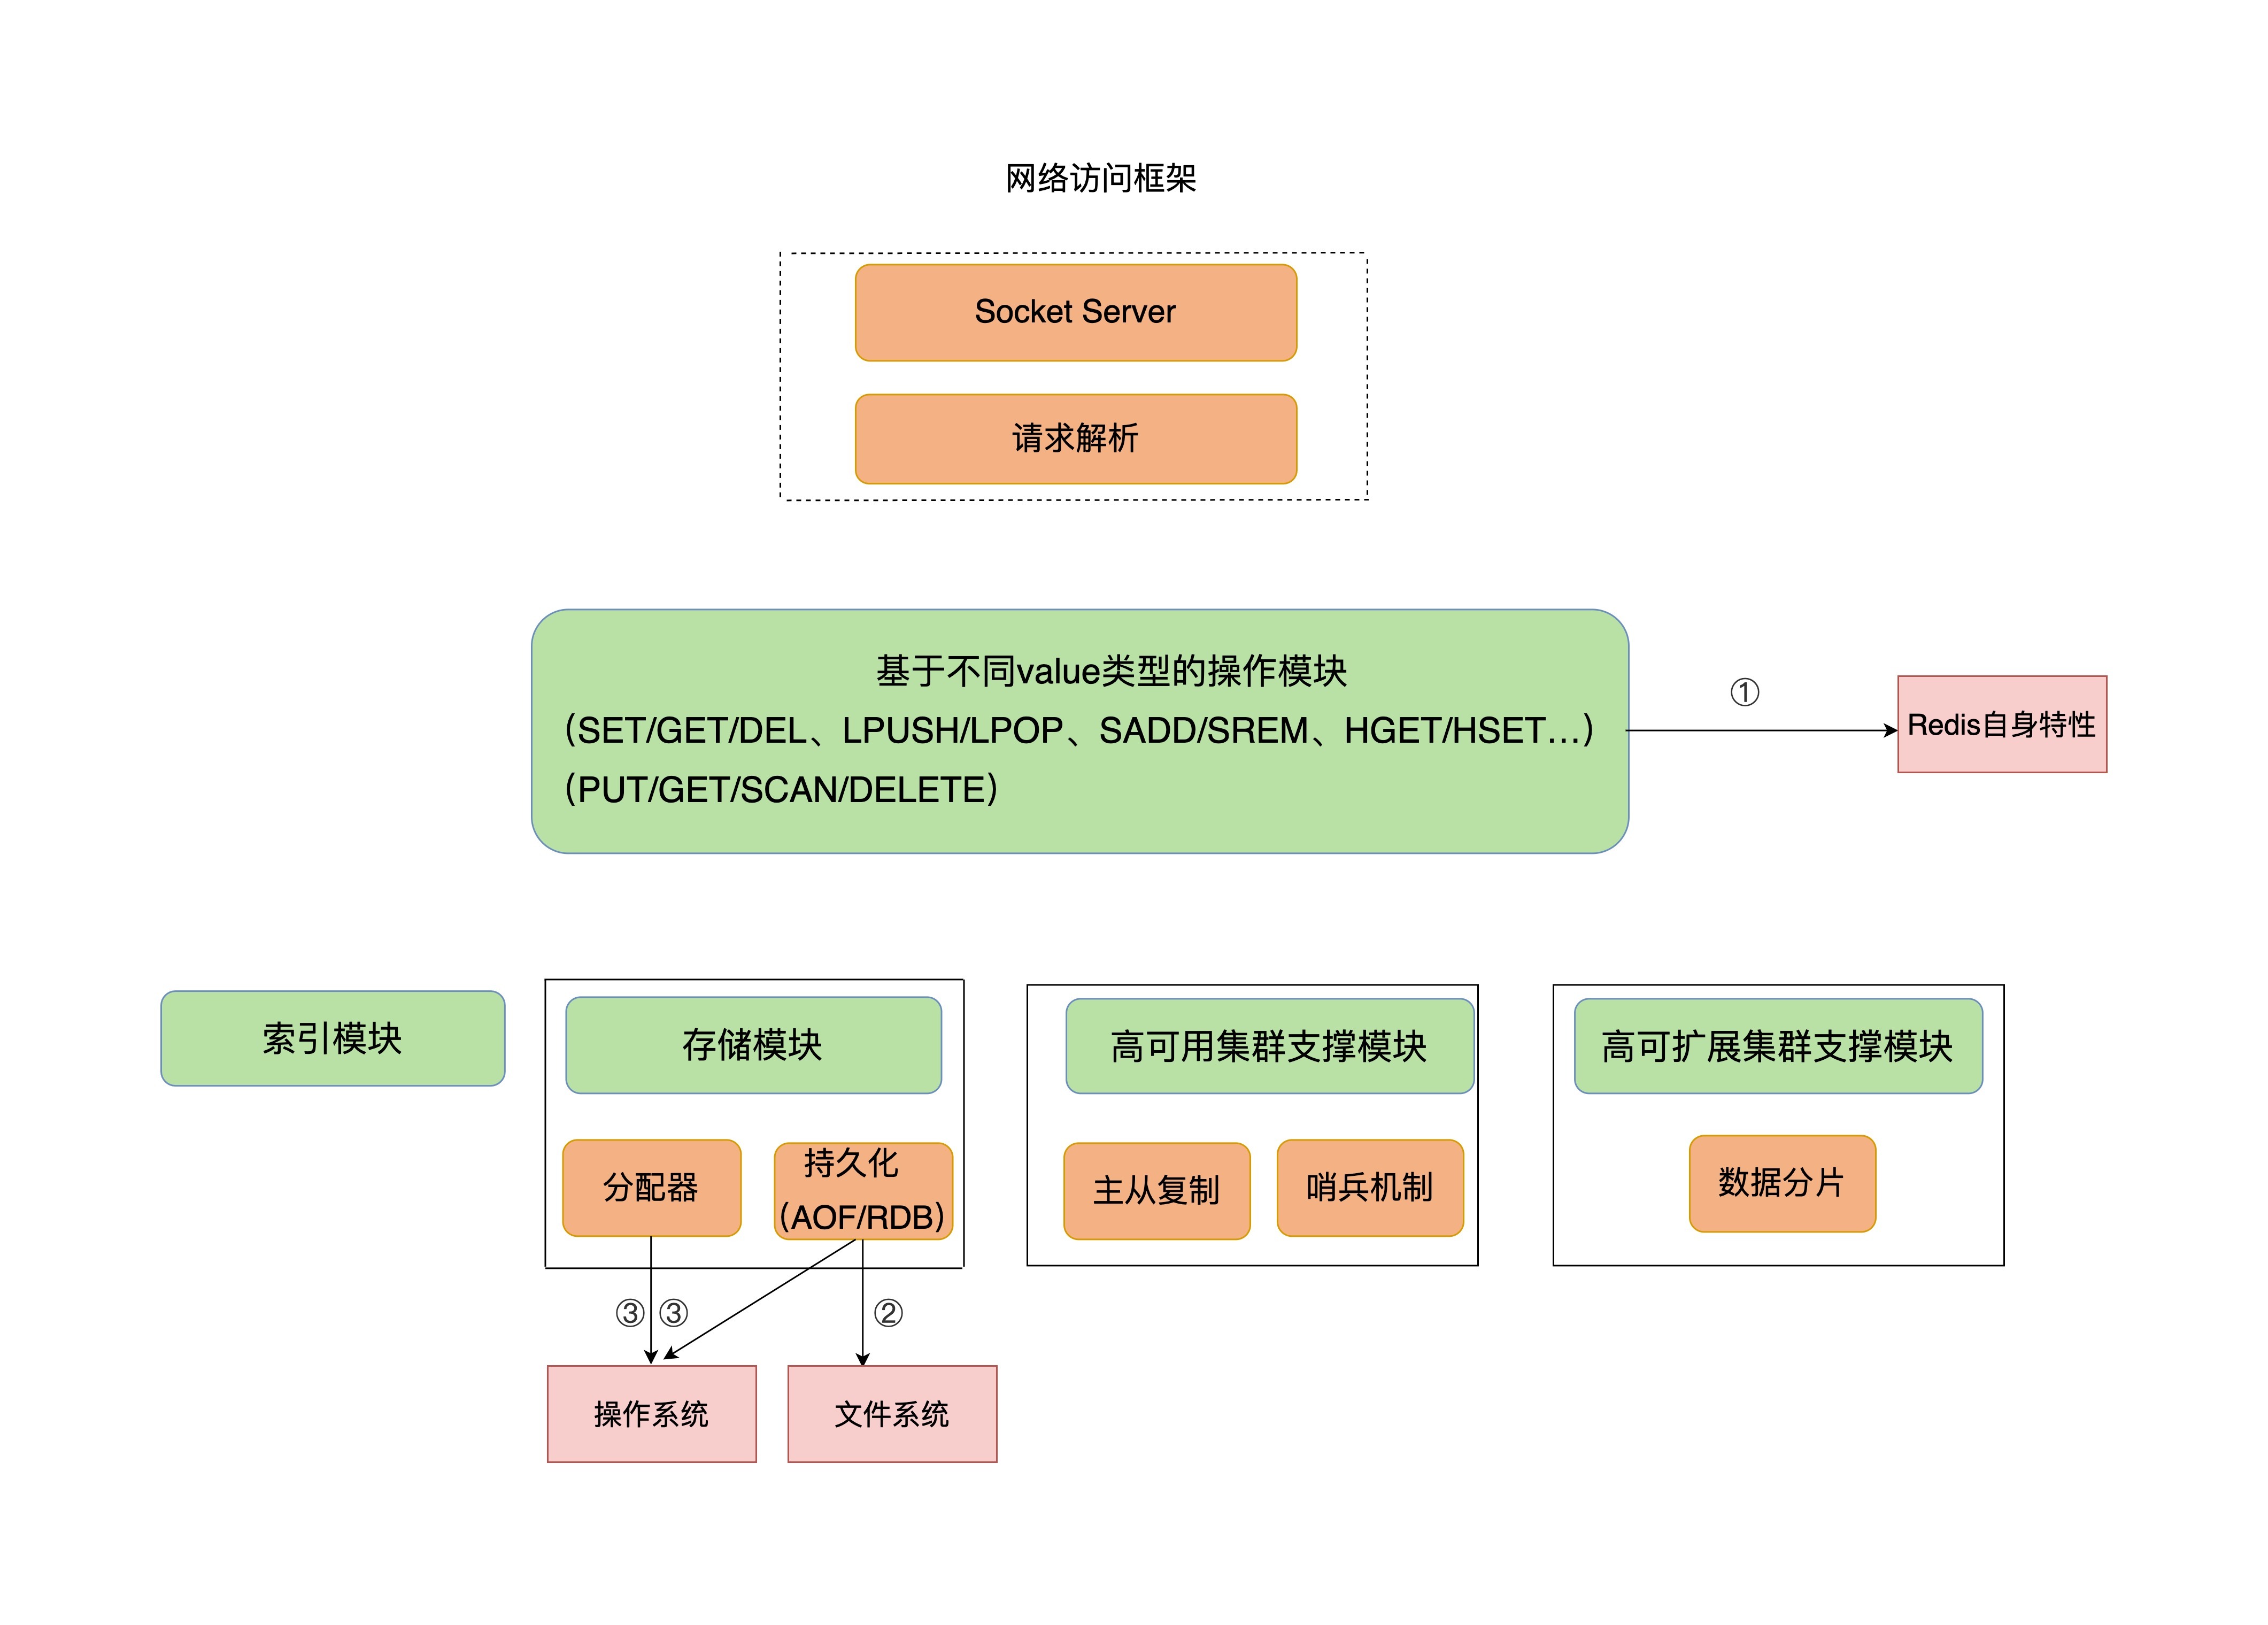 网络访问框架
Socket Server
请求解析
基于不同value类型的操作模块
（SET/GET/DEL、LPUSH/LPOP、SADD/SREM、HGET/HSET...）
（PUT/GET/SCAN/DELETE）
①
Redis自身特性
索引模块
存储模块
高可用集群支撑模块
高可扩展集群支撑模块
分配器
持久化
(AOF/RDB)
主从复制
哨兵机制
数据分片
③
③
②
操作系统
文件系统